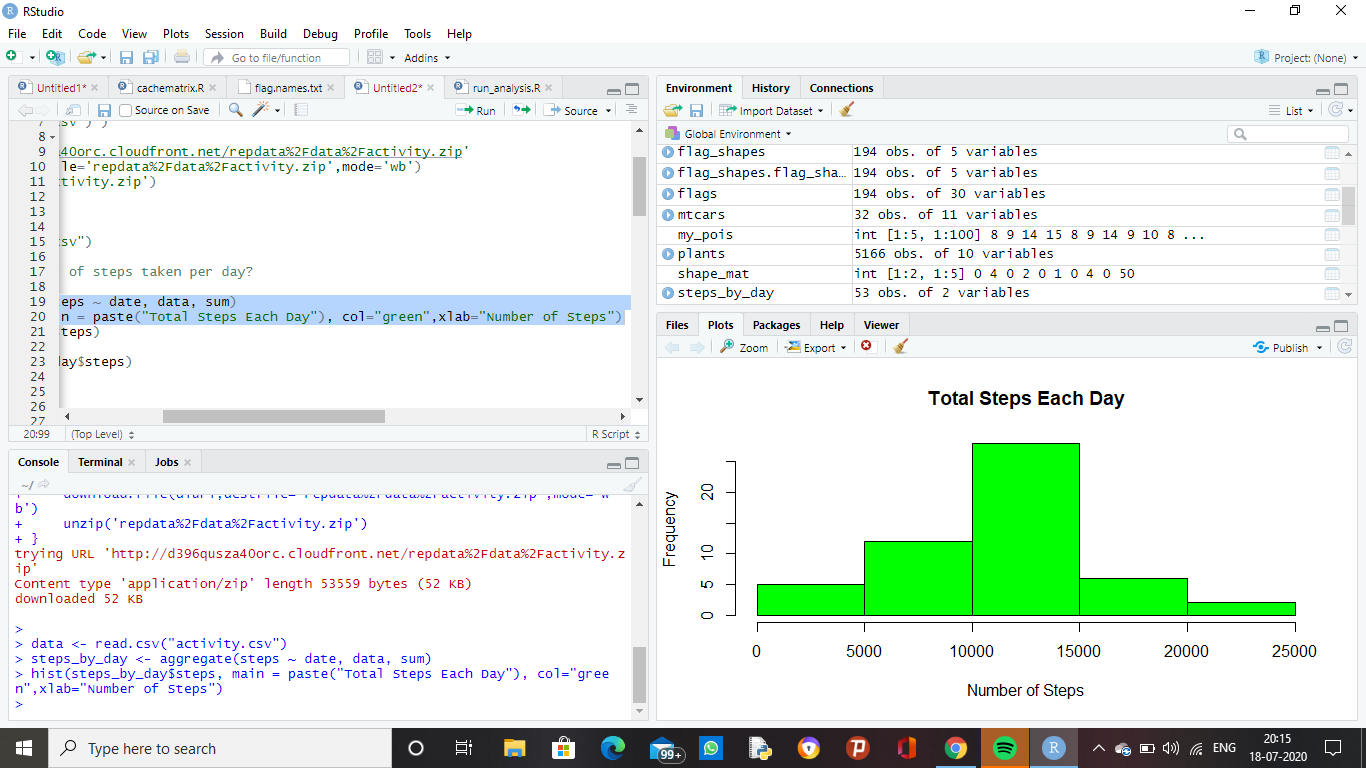 RStudio
File Edit Code View Plots Session Build Debug Profile Tools Help
Go to file/function Addins Project: (None)
Untitled1* cachematrix.R flag.names.txt Untitled2* run_analysis.R
Source on Save Run Source
7
8
9 40orc.cloudfront.net/repdata%2Fdata%2Factivity.zip'
10 le='repdata%2Fdata%2Factivity.zip',mode='wb')
11 ctivity.zip')
12
13
14
15 csv")
16
17 of steps taken per day?
18
19 eps ~ date, data, sum)
20 n = paste("Total Steps Each Day"), col="green",xlab="Number of Steps")
21 teps)
22
23 ay$steps)
24
25
26
27
20:99 (Top Level) R Script
Console Terminal Jobs
~/
b')
+     unzip('repdata%2Fdata%2Factivity.zip')
+ }
trying URL 'http://d396qusza40orc.cloudfront.net/repdata%2Fdata%2Factivity.z
ip'
Content type 'application/zip' length 53559 bytes (52 KB)
downloaded 52 KB
>
> data <- read.csv("activity.csv")
> steps_by_day <- aggregate(steps ~ date, data, sum)
> hist(steps_by_day$steps, main = paste("Total Steps Each Day"), col="gree
n",xlab="Number of Steps")
>
Environment History Connections
Import Dataset List
Global Environment
flag_shapes 194 obs. of 5 variables
flag_shapes.flag_sha… 194 obs. of 5 variables
flags 194 obs. of 30 variables
mtcars 32 obs. of 11 variables
my_pois int [1:5, 1:100] 8 9 14 15 8 9 14 9 10 8 ...
plants 5166 obs. of 10 variables
shape_mat int [1:2, 1:5] 0 4 0 2 0 1 0 4 0 50
steps_by_day 53 obs. of 2 variables
Files Plots Packages Help Viewer
Zoom Export Publish
Total Steps Each Day
Frequency
20
10
5
0
0 5000 10000 15000 20000 25000
Number of Steps
Type here to search
99+
ENG
20:15
18-07-2020